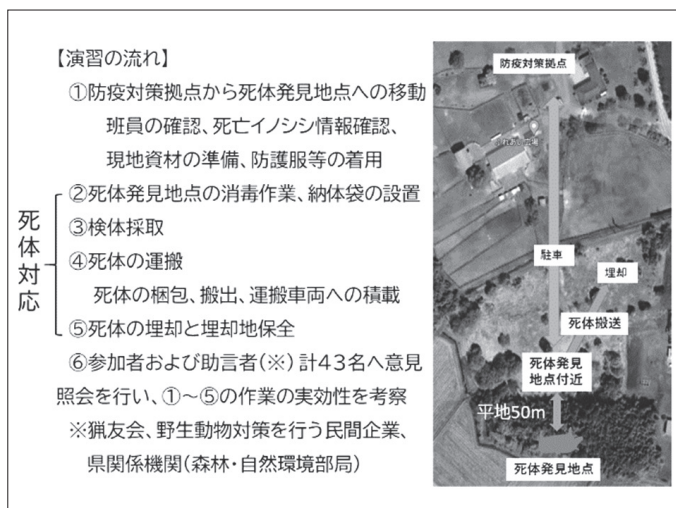 【演習の流れ】
①防疫対策拠点から死体発見地点への移動
班員の確認、死亡イノシシ情報確認、
現地資材の準備、防護服等の着用
死体対応
②死体発見地点の消毒作業、納体袋の設置
③検体採取
④死体の運搬
死体の梱包、搬出、運搬車両への積載
⑤死体の埋却と埋却地保全
⑥参加者および助言者(※)計43名へ意見
照会を行い、①~⑤の作業の実効性を考察
※猟友会、野生動物対策を行う民間企業、
県関係機関(森林・自然環境部局)
防疫対策拠点
駐車
埋却
死体搬送
死体発見
地点付近
平地50m
死体発見地点